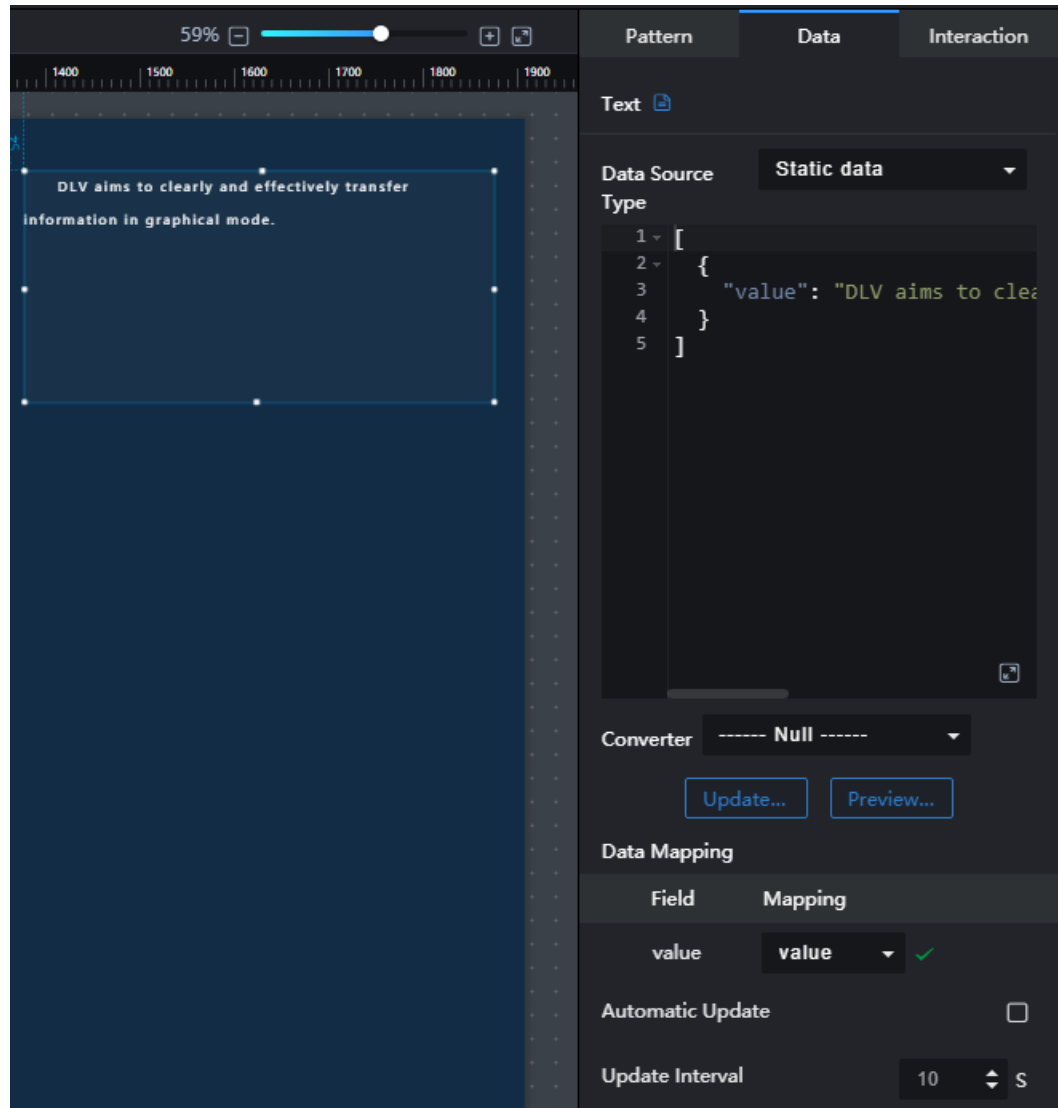 59%
1400 1500 1600 1700 1800 1900
DLV aims to clearly and effectively transfer
information in graphical mode.
Pattern Data Interaction
Text
Data Source Static data
Type
1 [
2 {
3 "value": "DLV aims to clea
4 }
5 ]
Converter ------ Null ------
Update... Preview...
Data Mapping
Field Mapping
value value
Automatic Update
Update Interval 10 S